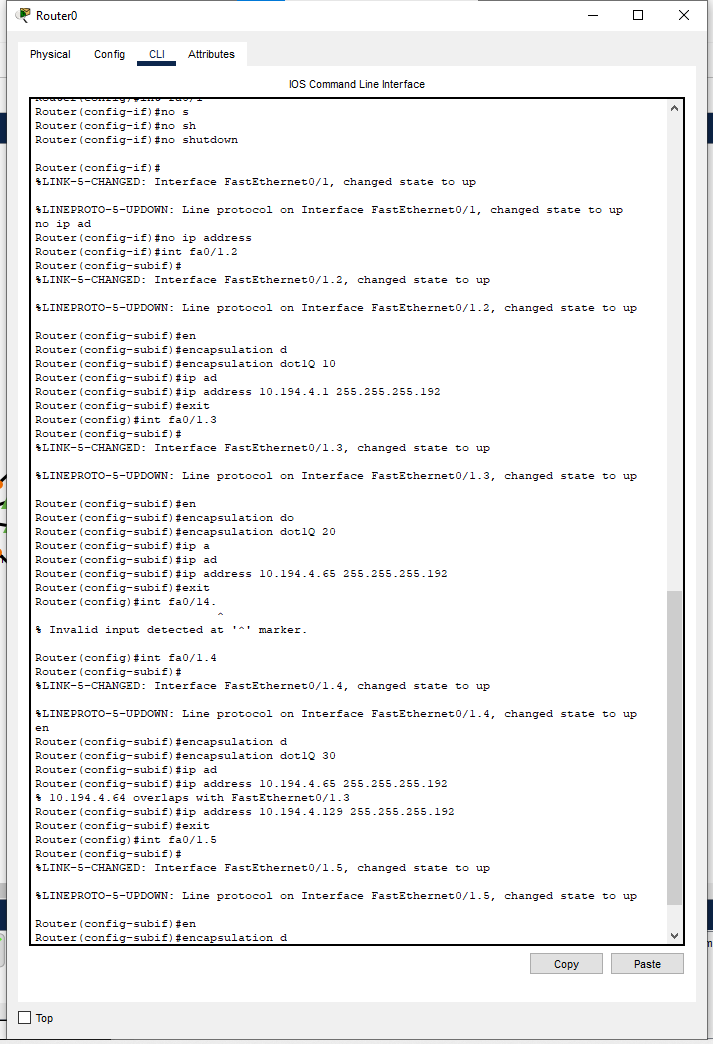 Router0
Physical Config CLI Attributes
IOS Command Line Interface
Router(config)#int fa0/1
Router(config-if)#no s
Router(config-if)#no sh
Router(config-if)#no shutdown
Router(config-if)#
%LINK-5-CHANGED: Interface FastEthernet0/1, changed state to up
%LINEPROTO-5-UPDOWN: Line protocol on Interface FastEthernet0/1, changed state to up
no ip ad
Router(config-if)#no ip address
Router(config-if)#int fa0/1.2
Router(config-subif)#
%LINK-5-CHANGED: Interface FastEthernet0/1.2, changed state to up
%LINEPROTO-5-UPDOWN: Line protocol on Interface FastEthernet0/1.2, changed state to up
Router(config-subif)#en
Router(config-subif)#encapsulation d
Router(config-subif)#encapsulation dot1Q 10
Router(config-subif)#ip ad
Router(config-subif)#ip address 10.194.4.1 255.255.255.192
Router(config-subif)#exit
Router(config)#int fa0/1.3
Router(config-subif)#
%LINK-5-CHANGED: Interface FastEthernet0/1.3, changed state to up
%LINEPROTO-5-UPDOWN: Line protocol on Interface FastEthernet0/1.3, changed state to up
Router(config-subif)#en
Router(config-subif)#encapsulation do
Router(config-subif)#encapsulation dot1Q 20
Router(config-subif)#ip a
Router(config-subif)#ip ad
Router(config-subif)#ip address 10.194.4.65 255.255.255.192
Router(config-subif)#exit
Router(config)#int fa0/14.
^
% Invalid input detected at '^' marker.
Router(config)#int fa0/1.4
Router(config-subif)#
%LINK-5-CHANGED: Interface FastEthernet0/1.4, changed state to up
%LINEPROTO-5-UPDOWN: Line protocol on Interface FastEthernet0/1.4, changed state to up
en
Router(config-subif)#encapsulation d
Router(config-subif)#encapsulation dot1Q 30
Router(config-subif)#ip ad
Router(config-subif)#ip address 10.194.4.65 255.255.255.192
% 10.194.4.64 overlaps with FastEthernet0/1.3
Router(config-subif)#ip address 10.194.4.129 255.255.255.192
Router(config-subif)#exit
Router(config)#int fa0/1.5
Router(config-subif)#
%LINK-5-CHANGED: Interface FastEthernet0/1.5, changed state to up
%LINEPROTO-5-UPDOWN: Line protocol on Interface FastEthernet0/1.5, changed state to up
Router(config-subif)#en
Router(config-subif)#encapsulation d
Copy Paste
Top